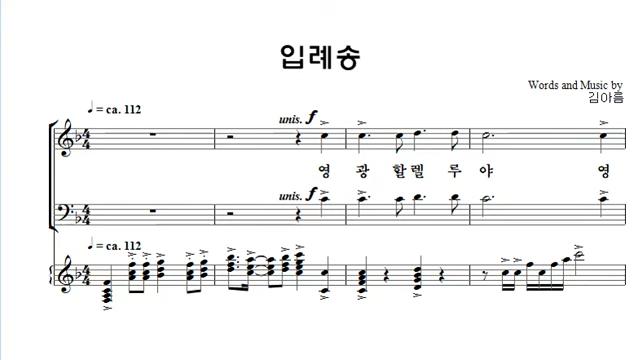 입례송
Words and Music by
김아름
♩ = ca. 112
unis. f
영 광 할렐 루 야 영
unis. f
♩ = ca. 112